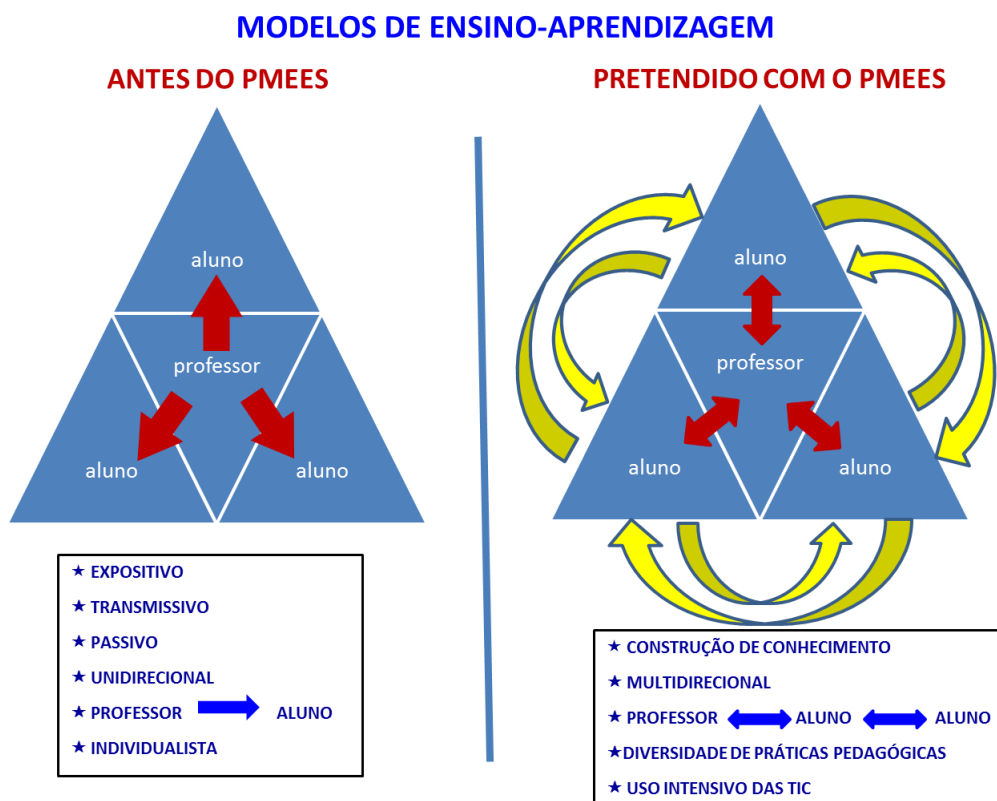 MODELOS DE ENSINO-APRENDIZAGEM
ANTES DO PMEES
aluno
professor
aluno
aluno
★ EXPOSITIVO
★ TRANSMISSIVO
★ PASSIVO
★ UNIDIRECIONAL
★ PROFESSOR ALUNO
★ INDIVIDUALISTA
PRETENDIDO COM O PMEES
aluno
professor
aluno
aluno
★ CONSTRUÇÃO DE CONHECIMENTO
★ MULTIDIRECIONAL
★ PROFESSOR ALUNO ALUNO
★DIVERSIDADE DE PRÁTICAS PEDAGÓGICAS
★ USO INTENSIVO DAS TIC